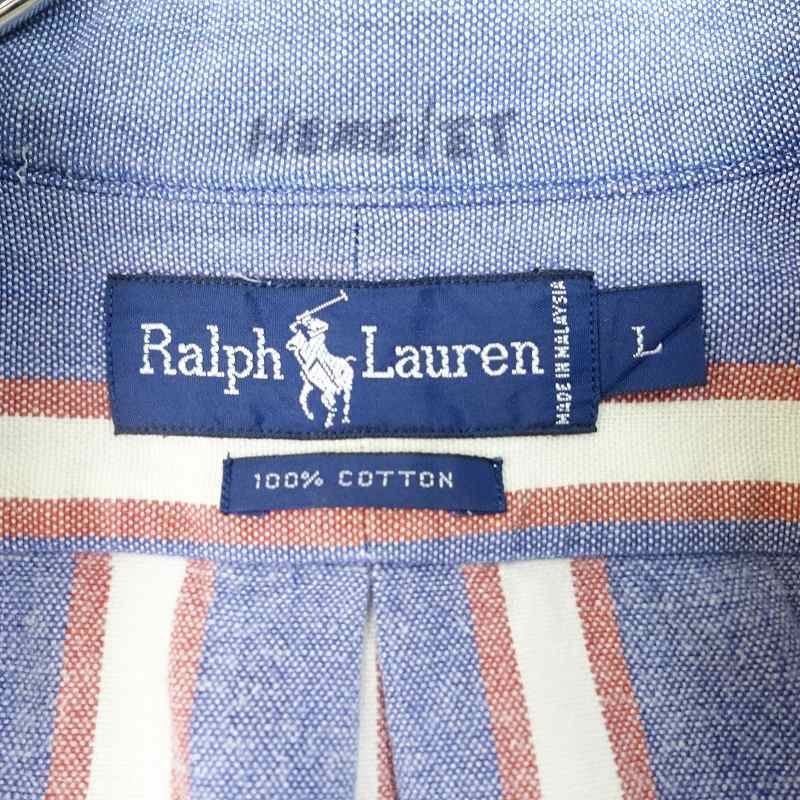 Ralph Lauren
MADE IN MALAYSIA
L
100% COTTON